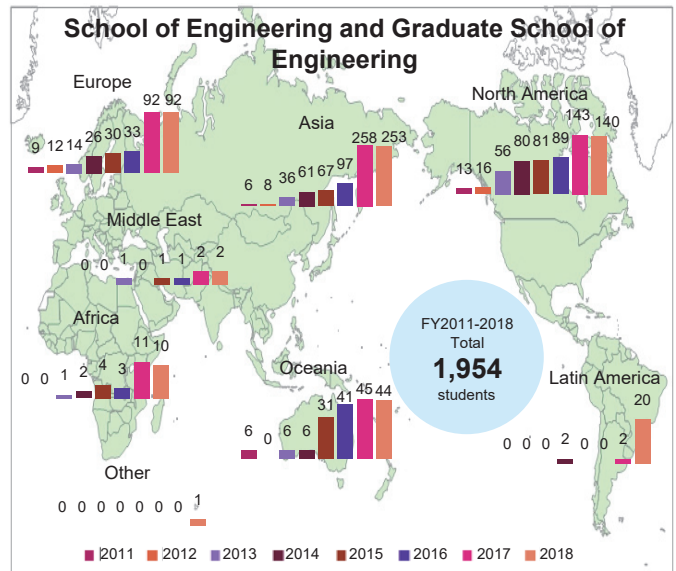 School of Engineering and Graduate School of
Engineering
Europe
9 12 14 26 30 33 92 92
Asia
6 8 36 61 67 97 258 253
North America
13 16 56 80 81 89 143 140
Middle East
0 0 1 0 1 1 2 2
Africa
0 0 1 2 4 3 11 10
Oceania
6 0 6 6 31 41 45 44
FY2011-2018
Total
1,954
students
Latin America
0 0 0 2 0 0 2 20
Other
0 0 0 0 0 0 0 1
2011 2012 2013 2014 2015 2016 2017 2018